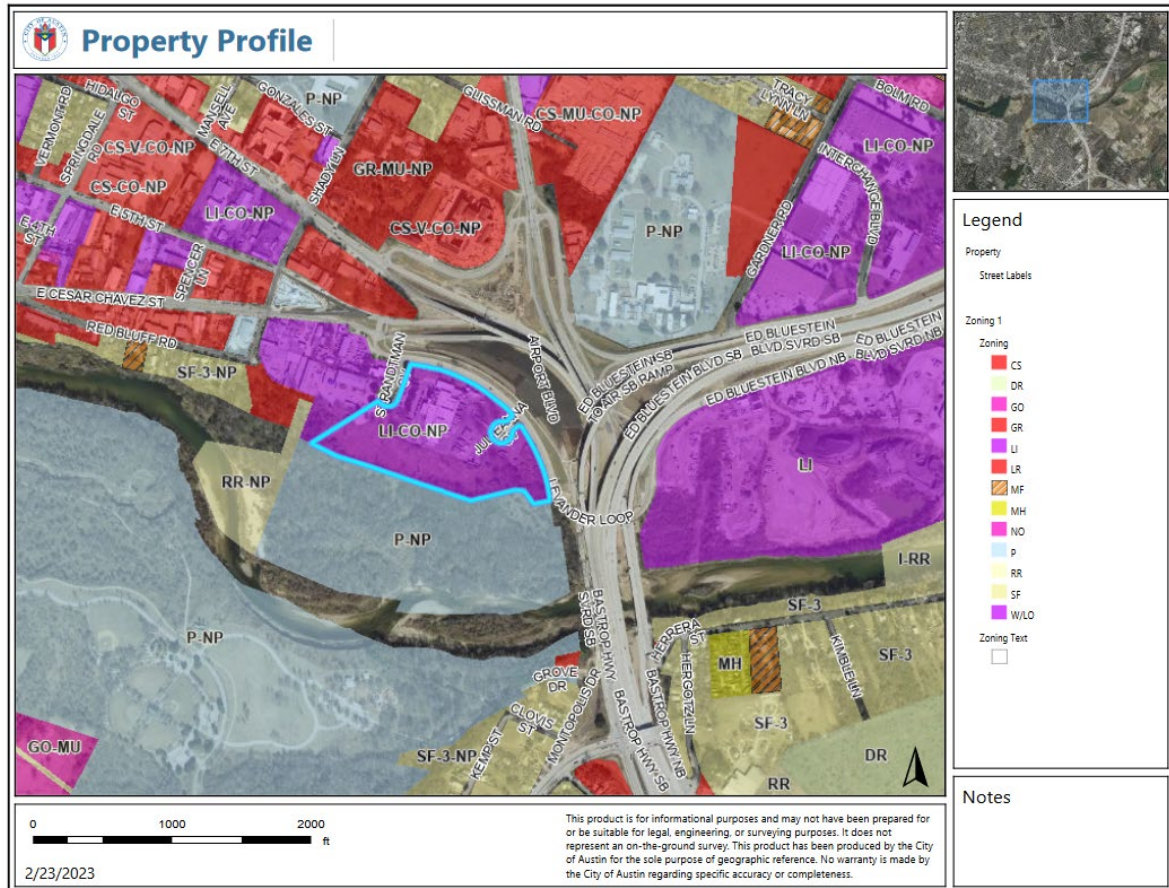 Property Profile
HIDALGO ST
MANSELL AVE
GONZALES ST
P-NP
GLISSMAN RD
CS-MU-CO-NP
TRACY LYNN LN
BOLM RD
VERMONT RD
SPRINGDALE RD
CS-V-CO-NP
E 7TH ST
SHADY LN
GR-MU-NP
INTERCHANGE BLVD
LI-CO-NP
CS-CO-NP
E 5TH ST
LI-CO-NP
CS-V-CO-NP
P-NP
GARDNER RD
LI-CO-NP
E 4TH ST
SPENCER LN
E CESAR CHAVEZ ST
RED BLUFF RD
SF-3-NP
S. RANDTMAN
AIRPORT BLVD
ED BLUESTEIN SB
TO AIR SB RAMP
ED BLUESTEIN BLVD SB
ED BLUESTEIN BLVD SVRD SB
ED BLUESTEIN BLVD NB
ED BLUESTEIN BLVD SVRD NB
LI-CO-NP
LI
RR-NP
LEVANDER LOOP
P-NP
I-RR
P-NP
BASTROP HWY SVRD SB
HERRERA ST
SF-3
MH
SF-3
KIMBLE LN
GROVE DR
HERGOTZ LN
BASTROP HWY NB
CLOVIS ST
MONTOPOLIS DR
SF-3
GO-MU
SF-3-NP
KEMP ST
BASTROP HWY SB
DR
RR
Legend
Property
Street Labels
Zoning 1
Zoning
CS
DR
GO
GR
LI
LR
MF
MH
NO
P
RR
SF
W/LO
Zoning Text
Notes
0 1000 2000
ft
2/23/2023
This product is for informational purposes and may not have been prepared for
or be suitable for legal, engineering, or surveying purposes. It does not
represent an on-the-ground survey. This product has been produced by the City
of Austin for the sole purpose of geographic reference. No warranty is made by
the City of Austin regarding specific accuracy or completeness.